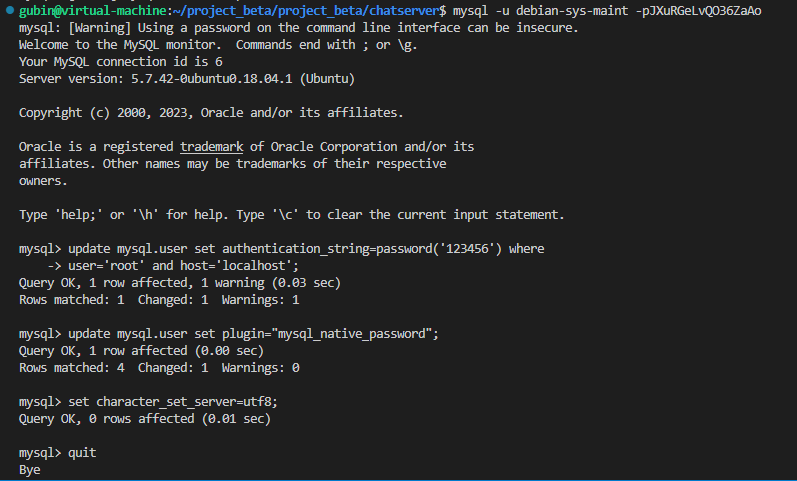 gubin@virtual-machine:~/project_beta/project_beta/chatserver$ mysql -u debian-sys-maint -pJXuRGeLvQO36ZaAo
mysql: [Warning] Using a password on the command line interface can be insecure.
Welcome to the MySQL monitor.  Commands end with ; or \g.
Your MySQL connection id is 6
Server version: 5.7.42-0ubuntu0.18.04.1 (Ubuntu)

Copyright (c) 2000, 2023, Oracle and/or its affiliates.

Oracle is a registered trademark of Oracle Corporation and/or its
affiliates. Other names may be trademarks of their respective
owners.

Type 'help;' or '\h' for help. Type '\c' to clear the current input statement.

mysql> update mysql.user set authentication_string=password('123456') where
    -> user='root' and host='localhost';
Query OK, 1 row affected, 1 warning (0.03 sec)
Rows matched: 1  Changed: 1  Warnings: 1

mysql> update mysql.user set plugin="mysql_native_password";
Query OK, 1 row affected (0.00 sec)
Rows matched: 4  Changed: 1  Warnings: 0

mysql> set character_set_server=utf8;
Query OK, 0 rows affected (0.01 sec)

mysql> quit
Bye